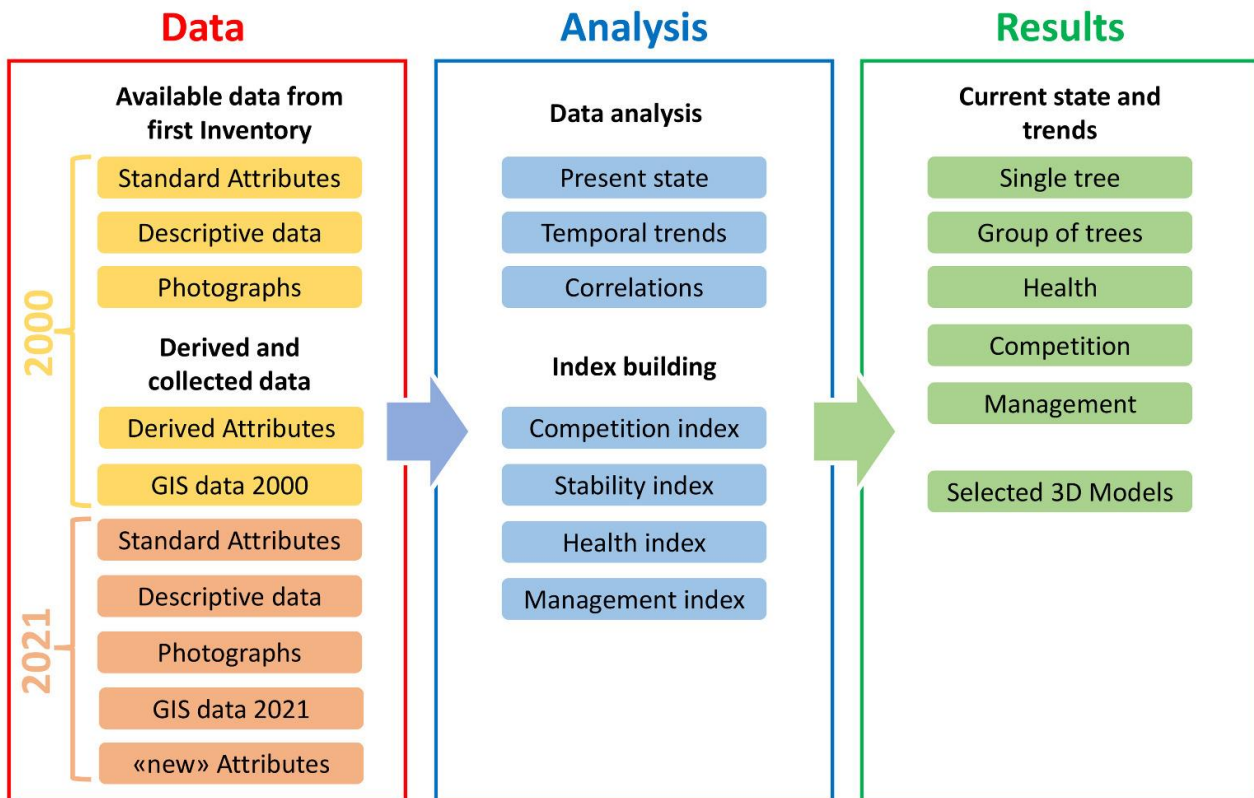 Data
Available data from
first Inventory
2000
Standard Attributes
Descriptive data
Photographs
Derived and
collected data
Derived Attributes
GIS data 2000
2021
Standard Attributes
Descriptive data
Photographs
GIS data 2021
«new» Attributes
Analysis
Data analysis
Present state
Temporal trends
Correlations
Index building
Competition index
Stability index
Health index
Management index
Results
Current state and
trends
Single tree
Group of trees
Health
Competition
Management
Selected 3D Models